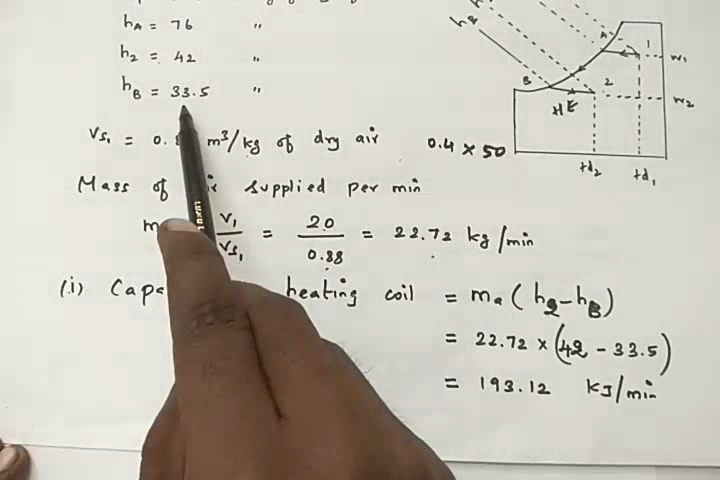 hA = 76 "
h2 = 42 "
hB = 33.5 "
Vs1 = 0. m³/kg of dry air 0.4 × 50
Mass of supplied per min
m V1/Vs1 = 20/0.88 = 22.72 kg/min
(i) Capa heating coil = ma (h2 - hB)
= 22.72 × (42 - 33.5)
= 193.12 KJ/min
A 1 W1
B 2 W2
td2 td1